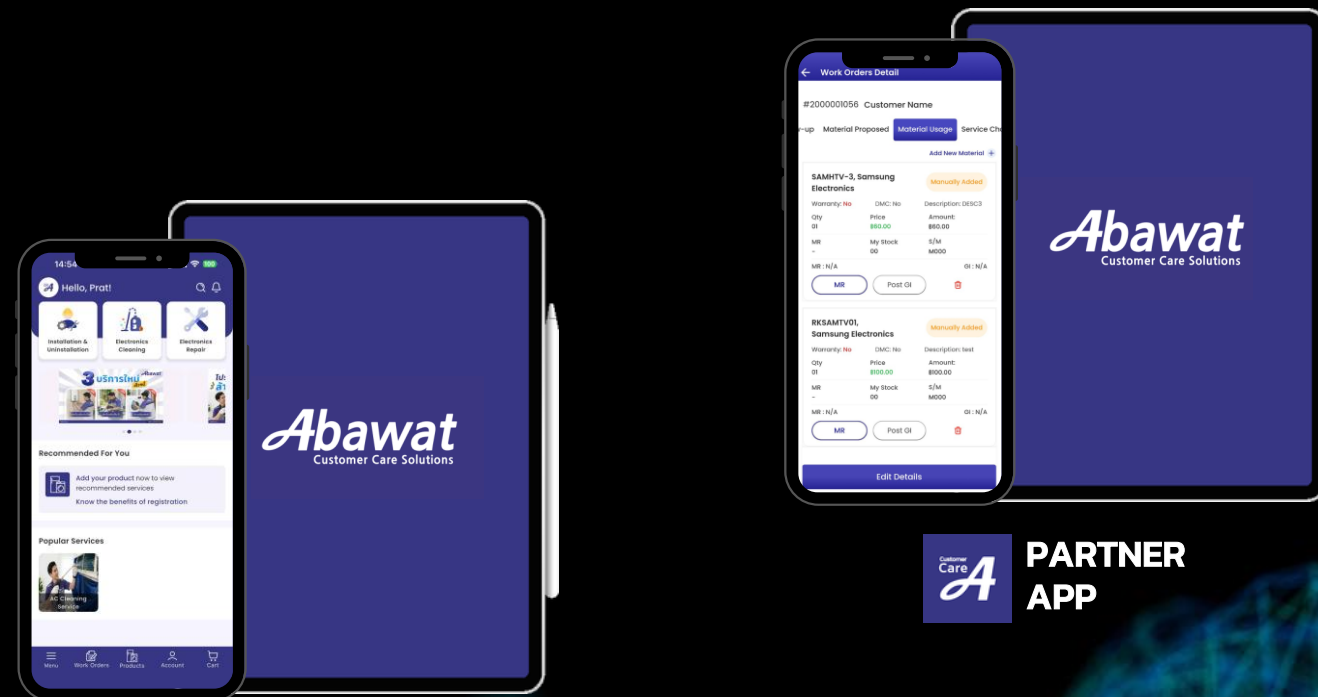 14:54
100
Hello, Prat!
Installation &
Uninstallation
Electronics
Cleaning
Electronics
Repair
Abawat
3 บริการใหม่
Recommended For You
Add your product now to view
recommended services
Know the benefits of registration
Popular Services
AC Cleaning
Service
Menu
Work Orders
Products
Account
Cart
Abawat
Customer Care Solutions
Work Orders Detail
#2000001056 Customer Name
-up Material Proposed Material Usage Service Ch
Add New Material +
SAMHTV-3, Samsung
Electronics
Manually Added
Warranty: No DMC: No Description: DESC3
Qty Price Amount:
01 $60.00 $60.00
MR My Stock S/M
- 00 M000
MR : N/A GI : N/A
MR Post GI
RKSAMTV01,
Samsung Electronics
Manually Added
Warranty: No DMC: No Description: test
Qty Price Amount:
01 $100.00 $100.00
MR My Stock S/M
- 00 M000
MR : N/A GI : N/A
MR Post GI
Edit Details
Abawat
Customer Care Solutions
Customer
Care A
PARTNER
APP